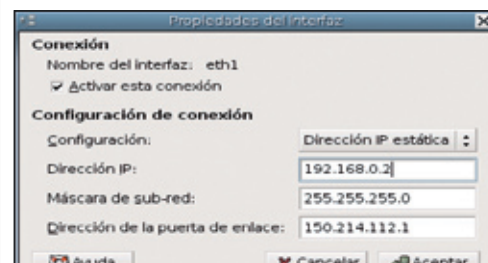 Propiedades del interfaz
Conexión
Nombre del interfaz: eth1
Activar esta conexión
Configuración de conexión
Configuración: Dirección IP estática
Dirección IP: 192.168.0.2
Máscara de sub-red: 255.255.255.0
Dirección de la puerta de enlace: 150.214.112.1
Ayuda Cancelar Aceptar